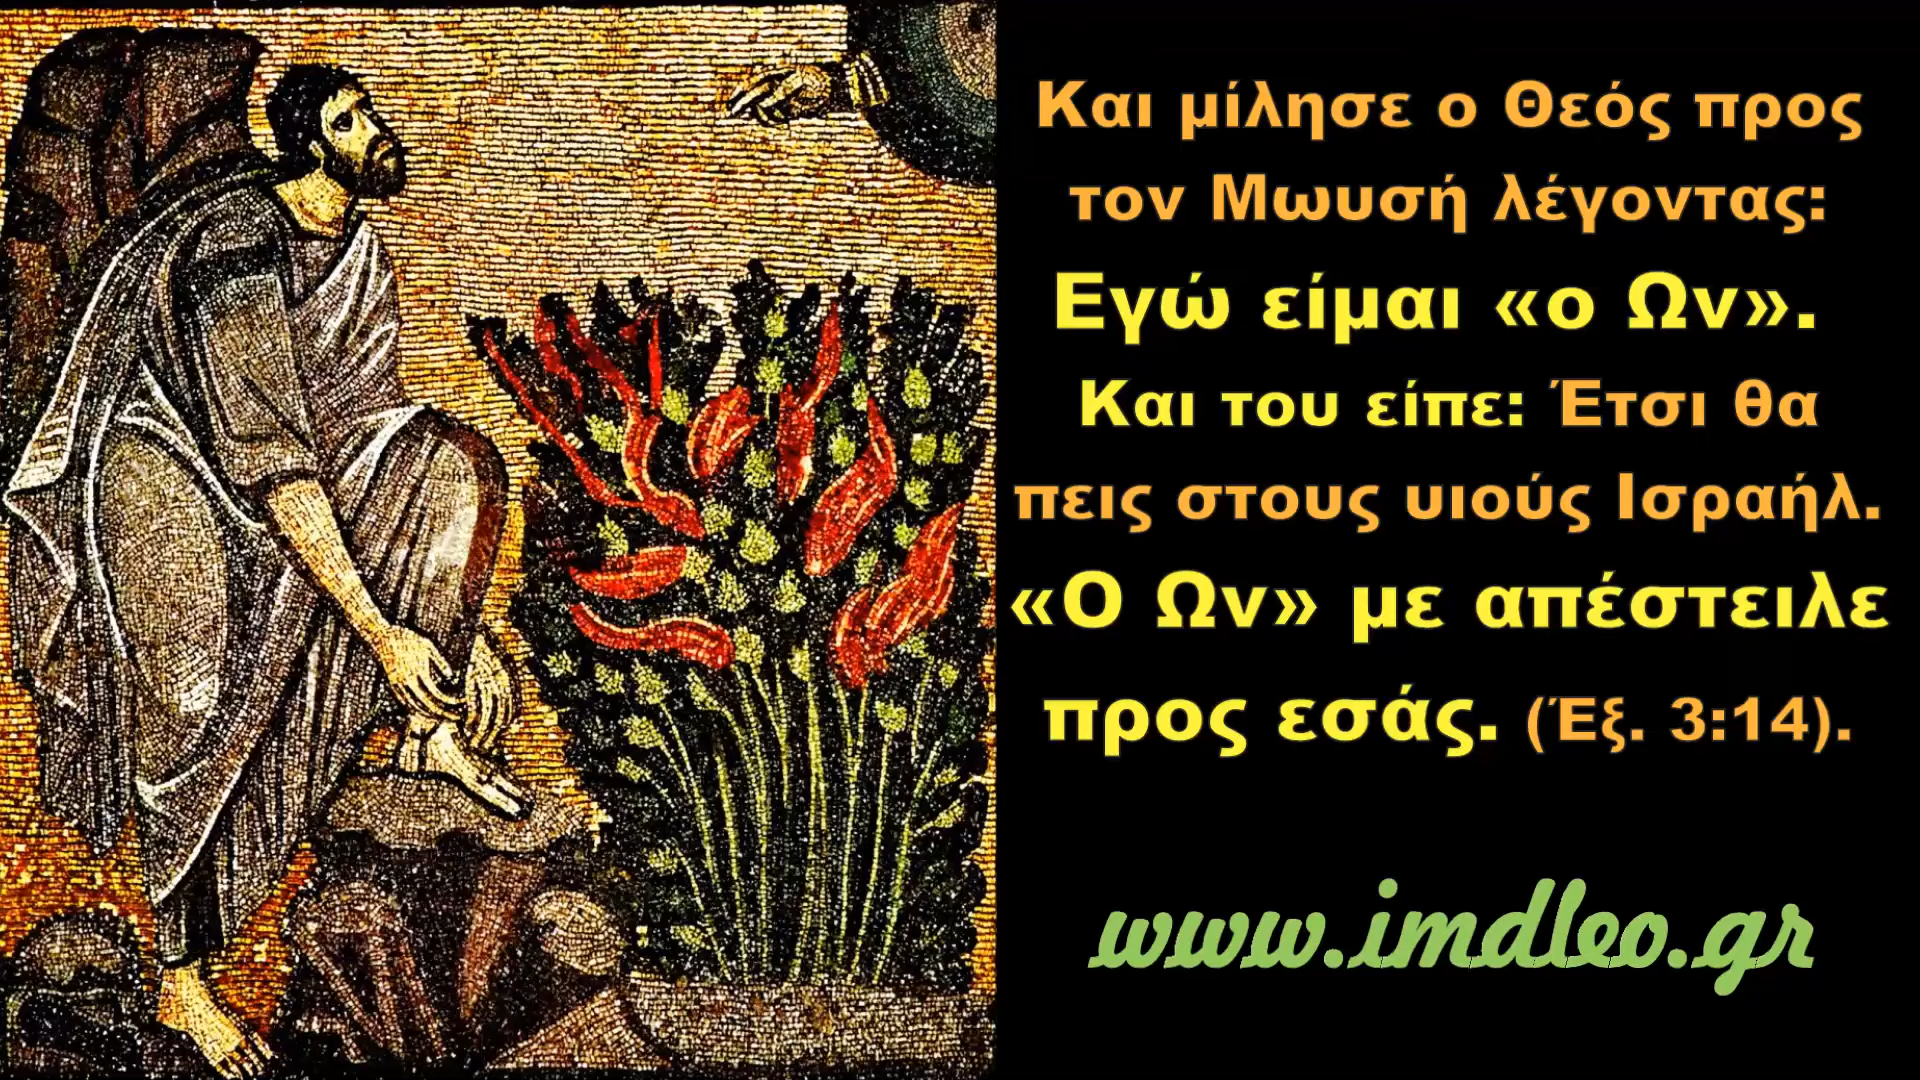 Και μίλησε ο Θεός προς
τον Μωυσή λέγοντας:
Εγώ είμαι «ο Ων».
Και του είπε: Έτσι θα
πεις στους υιούς Ισραήλ.
«Ο Ων» με απέστειλε
προς εσάς. (Έξ. 3:14).
www.imdleo.gr